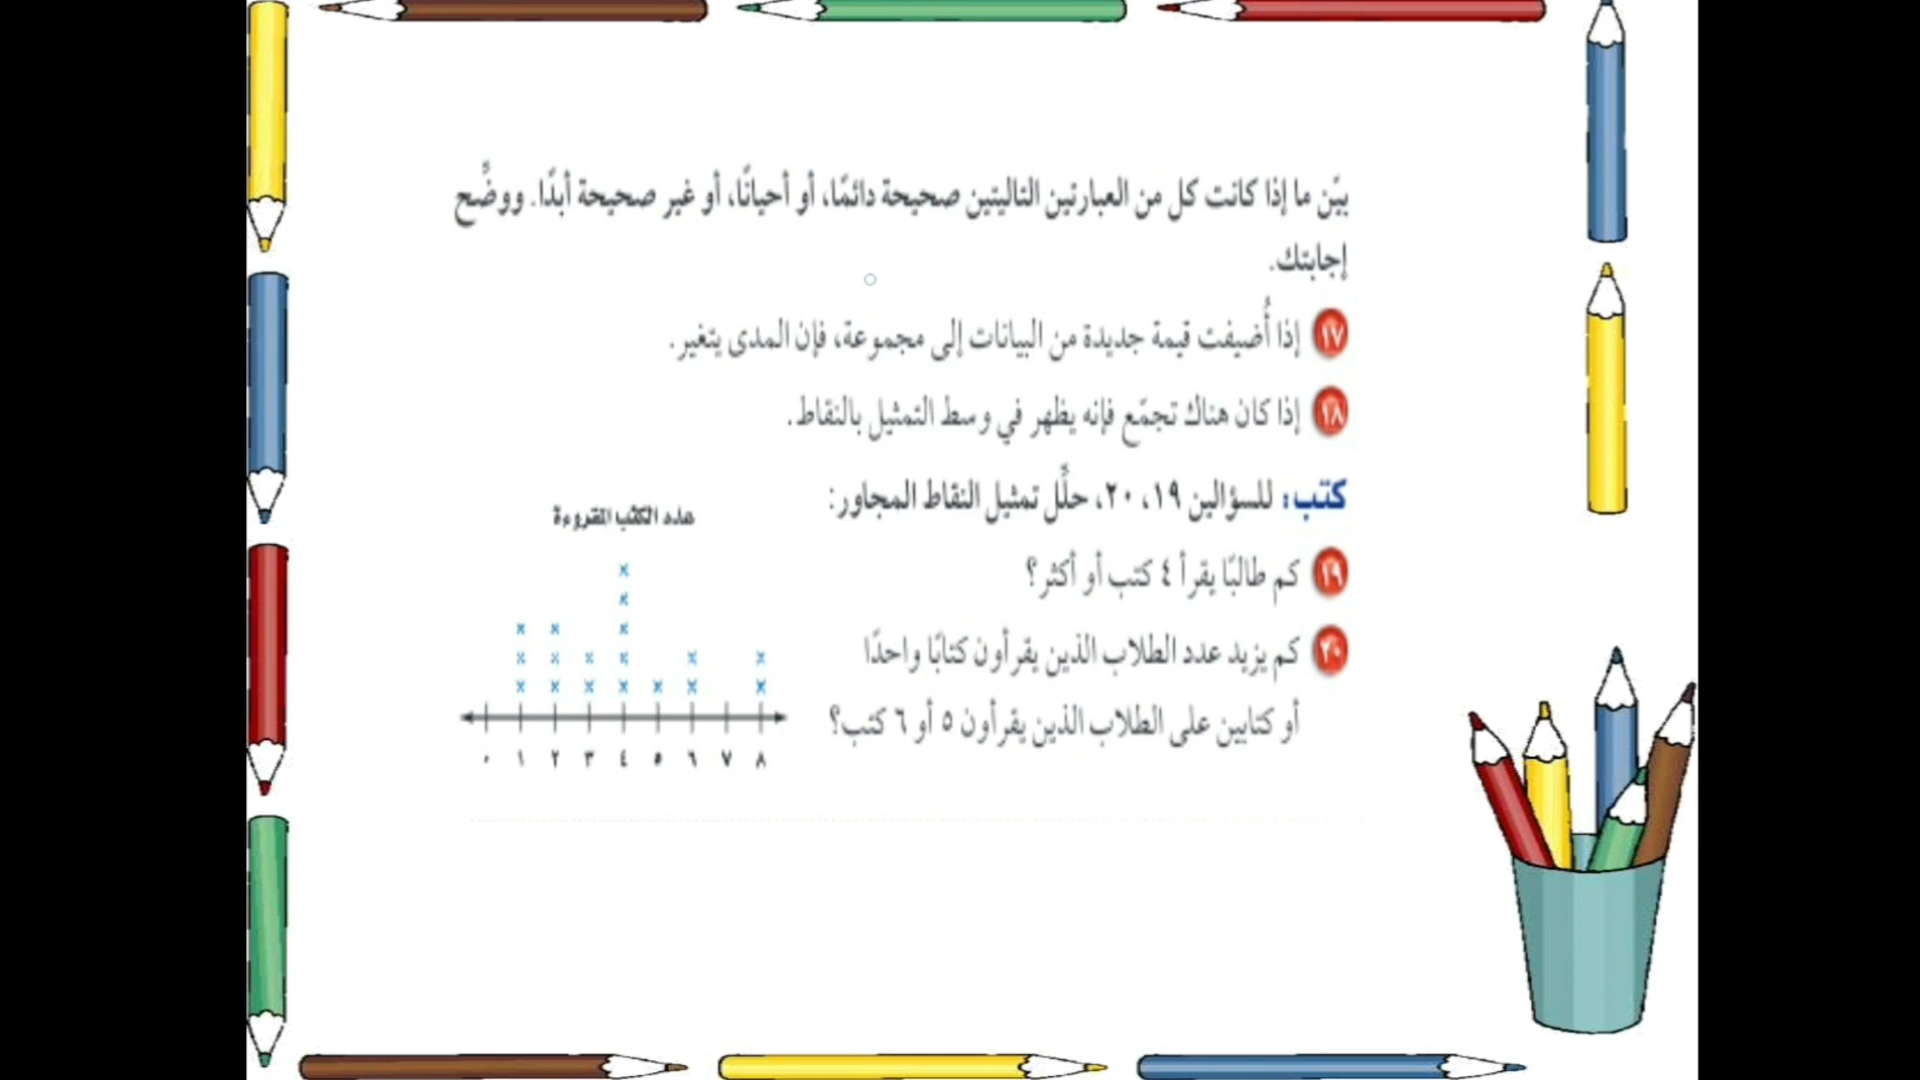 بيّن ما إذا كانت كل من العبارتين التاليتين صحيحة دائمًا، أو أحيانًا، أو غير صحيحة أبدًا. ووضِّح
إجابتك.
١٧ إذا أُضيفت قيمة جديدة من البيانات إلى مجموعة، فإن المدى يتغير.
١٨ إذا كان هناك تجمّع فإنه يظهر في وسط التمثيل بالنقاط.
كتب: للسؤالين ١٩، ٢٠، حلِّل تمثيل النقاط المجاور:
عدد الكتب المقروءة
١٩ كم طالبًا يقرأ ٤ كتب أو أكثر؟
٢٠ كم يزيد عدد الطلاب الذين يقرأون كتابًا واحدًا
أو كتابين على الطلاب الذين يقرأون ٥ أو ٦ كتب؟
٠ ١ ٢ ٣ ٤ ٥ ٦ ٧ ٨